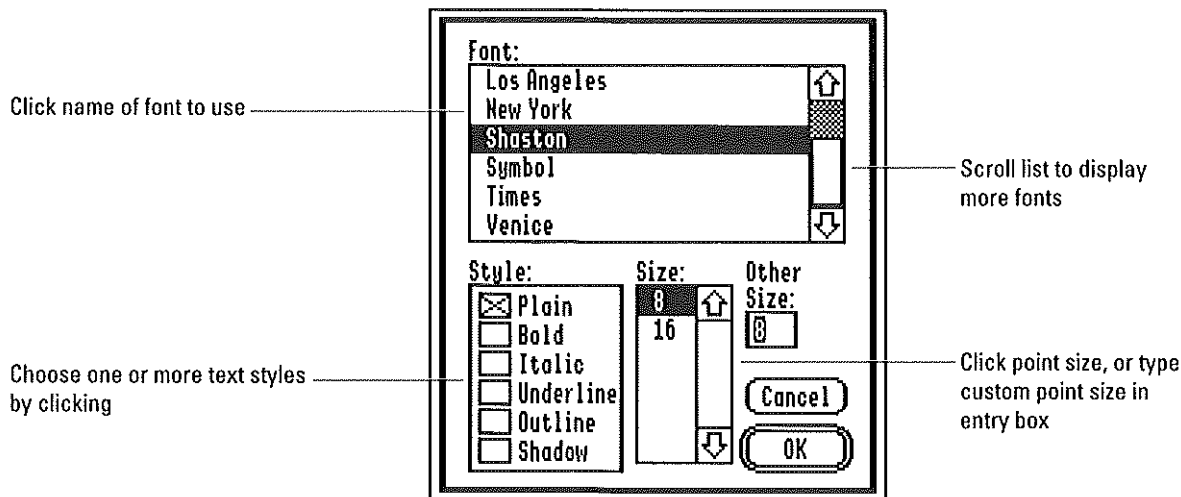 Font:
Los Angeles
New York
Shaston
Symbol
Times
Venice
Click name of font to use
Scroll list to display
more fonts
Style:
Plain
Bold
Italic
Underline
Outline
Shadow
Size:
8
16
Other
Size:
8
Cancel
OK
Choose one or more text styles
by clicking
Click point size, or type
custom point size in
entry box